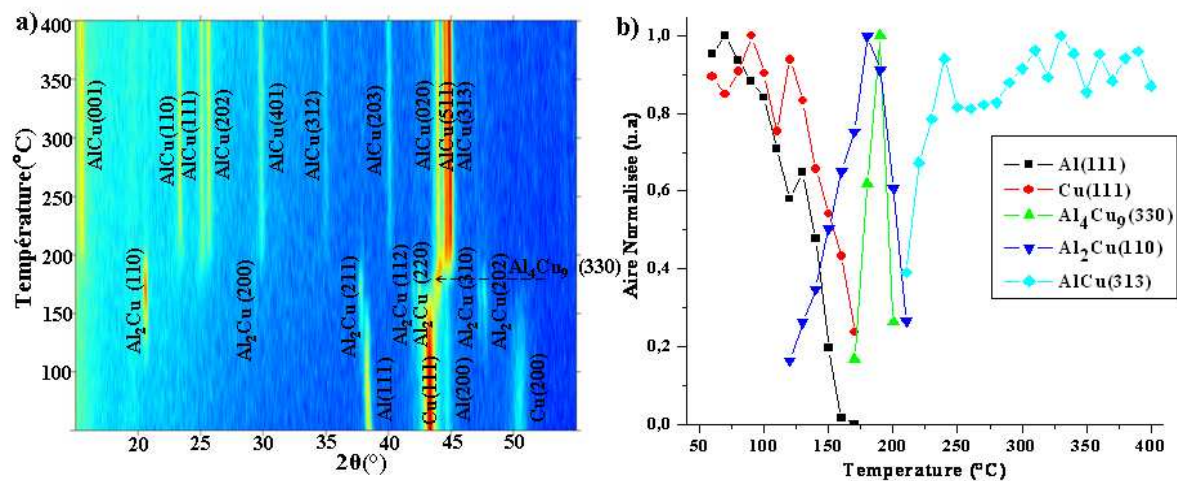 a)
400
350
300
250
200
150
100
Température(°C)
AlCu(001)
AlCu(110)
AlCu(111)
AlCu(202)
AlCu(401)
AlCu(312)
AlCu(203)
AlCu(020)
AlCu(511)
AlCu(313)
Al₂Cu (110)
Al₂Cu (200)
Al₂Cu (211)
Al₂Cu (112)
Al₂Cu (220)
Al₂Cu (310)
Al₂Cu(202)
Al₄Cu₉ (330)
Al(111)
Cu(111)
Al(200)
Cu(200)
20 25 30 35 40 45 50
2θ(°)
b)
1,0
0,8
0,6
0,4
0,2
0,0
Aire Normalisée (u.a)
Al(111)
Cu(111)
Al₄Cu₉(330)
Al₂Cu(110)
AlCu(313)
50 100 150 200 250 300 350 400
Temperature (°C)